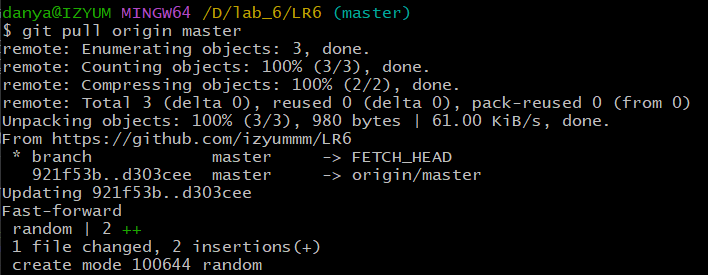 danya@IZYUM MINGW64 /D/lab_6/LR6 (master)
$ git pull origin master
remote: Enumerating objects: 3, done.
remote: Counting objects: 100% (3/3), done.
remote: Compressing objects: 100% (2/2), done.
remote: Total 3 (delta 0), reused 0 (delta 0), pack-reused 0 (from 0)
Unpacking objects: 100% (3/3), 980 bytes | 61.00 KiB/s, done.
From https://github.com/izyummm/LR6
 * branch            master     -> FETCH_HEAD
   921f53b..d303cee  master     -> origin/master
Updating 921f53b..d303cee
Fast-forward
 random | 2 ++
 1 file changed, 2 insertions(+)
 create mode 100644 random